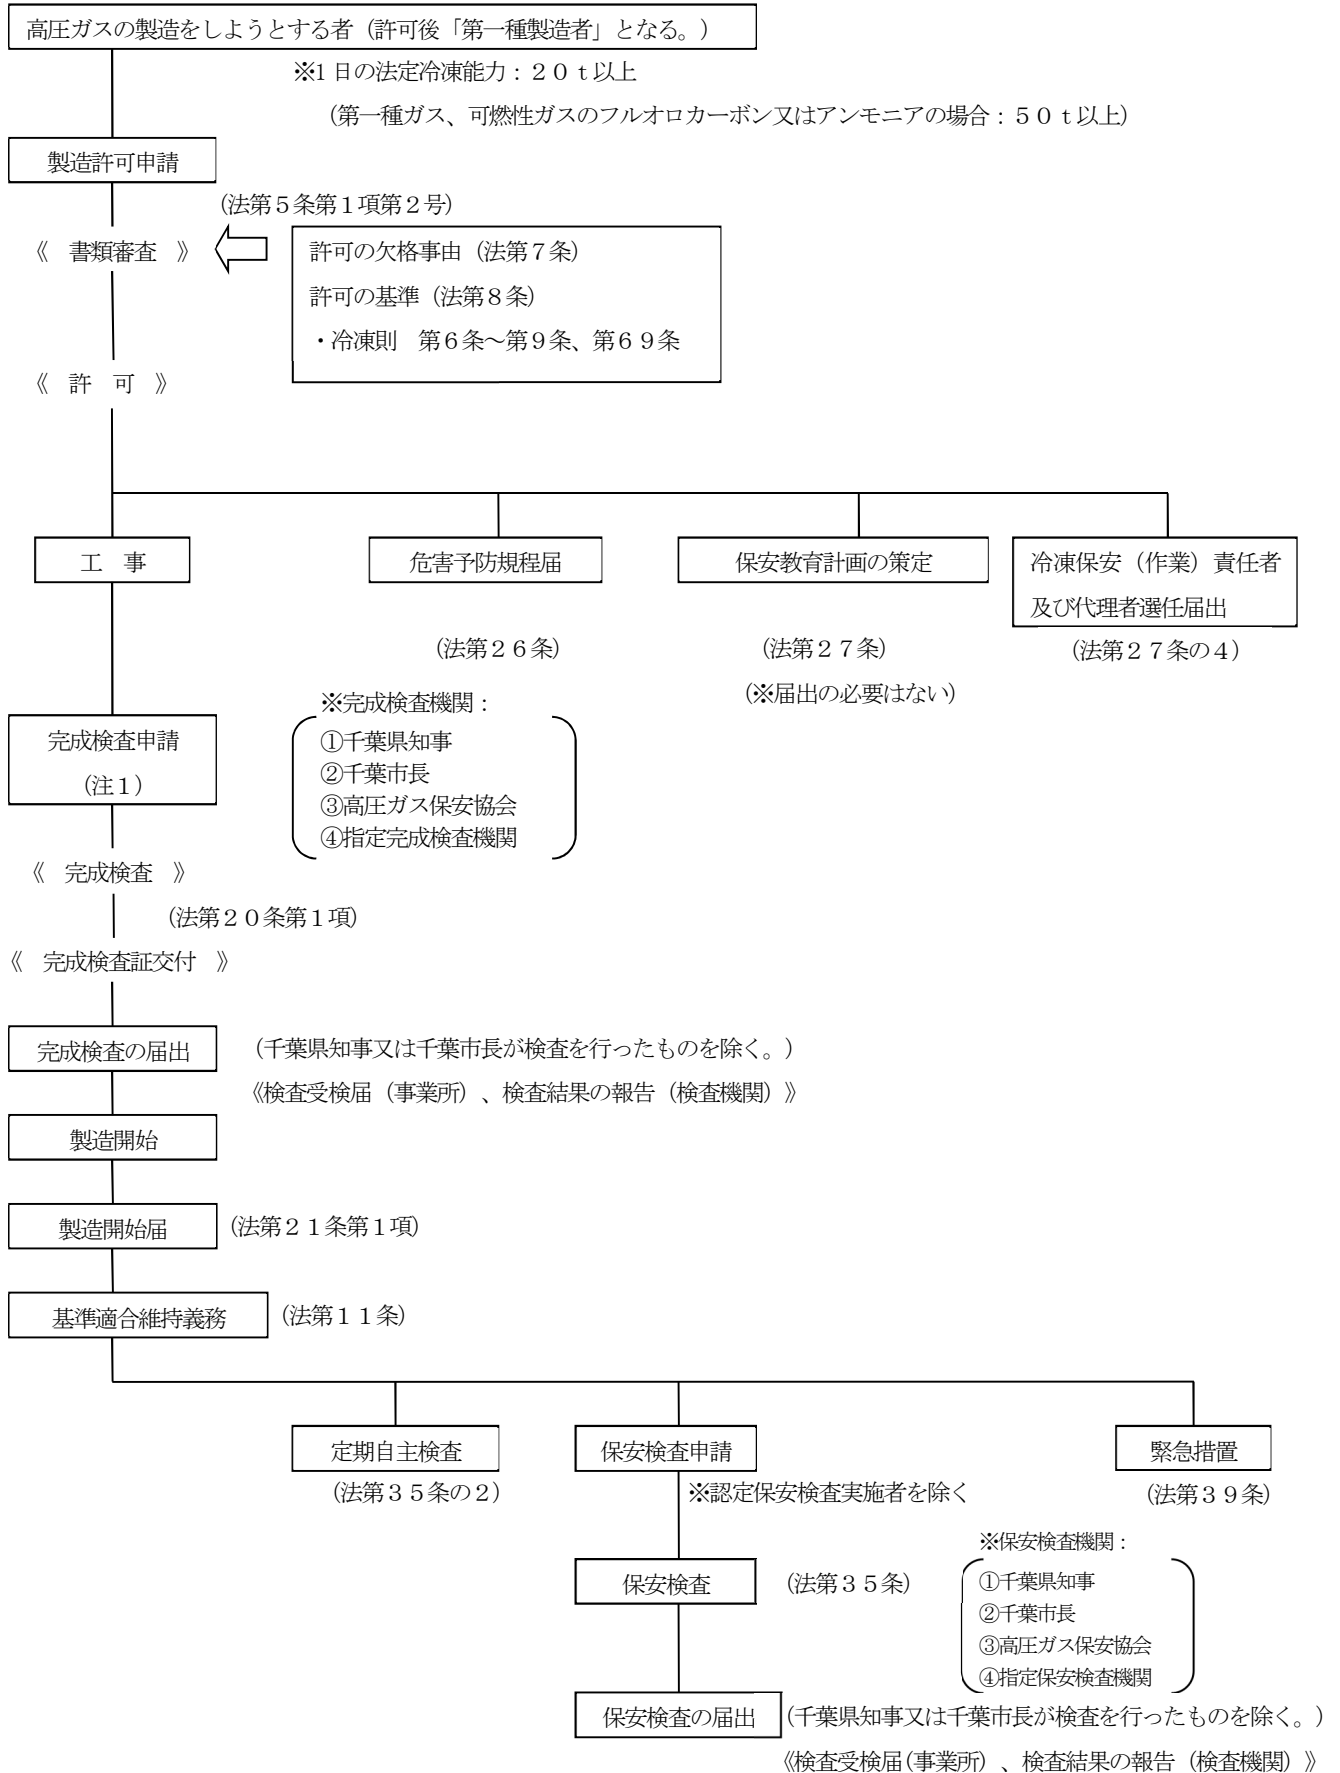 高圧ガスの製造をしようとする者（許可後「第一種製造者」となる。）
※1日の法定冷凍能力：２０ｔ以上
（第一種ガス、可燃性ガスのフルオロカーボン又はアンモニアの場合：５０ｔ以上）
製造許可申請
（法第５条第１項第２号）
《　書類審査　》
許可の欠格事由（法第７条）
許可の基準（法第８条）
・冷凍則　第６条～第９条、第６９条
《　許　可　》
工　事
危害予防規程届
保安教育計画の策定
冷凍保安（作業）責任者
及び代理者選任届出
（法第２６条）
（法第２７条）
（法第２７条の４）
（※届出の必要はない）
※完成検査機関：
①千葉県知事
②千葉市長
③高圧ガス保安協会
④指定完成検査機関
完成検査申請
（注１）
《　完成検査　》
（法第２０条第１項）
《　完成検査証交付　》
完成検査の届出
（千葉県知事又は千葉市長が検査を行ったものを除く。）
《検査受検届（事業所）、検査結果の報告（検査機関）》
製造開始
製造開始届
（法第２１条第１項）
基準適合維持義務
（法第１１条）
定期自主検査
保安検査申請
緊急措置
（法第３５条の２）
※認定保安検査実施者を除く
（法第３９条）
※保安検査機関：
保安検査
（法第３５条）
①千葉県知事
②千葉市長
③高圧ガス保安協会
④指定保安検査機関
保安検査の届出
（千葉県知事又は千葉市長が検査を行ったものを除く。）
《検査受検届(事業所）、検査結果の報告（検査機関）》